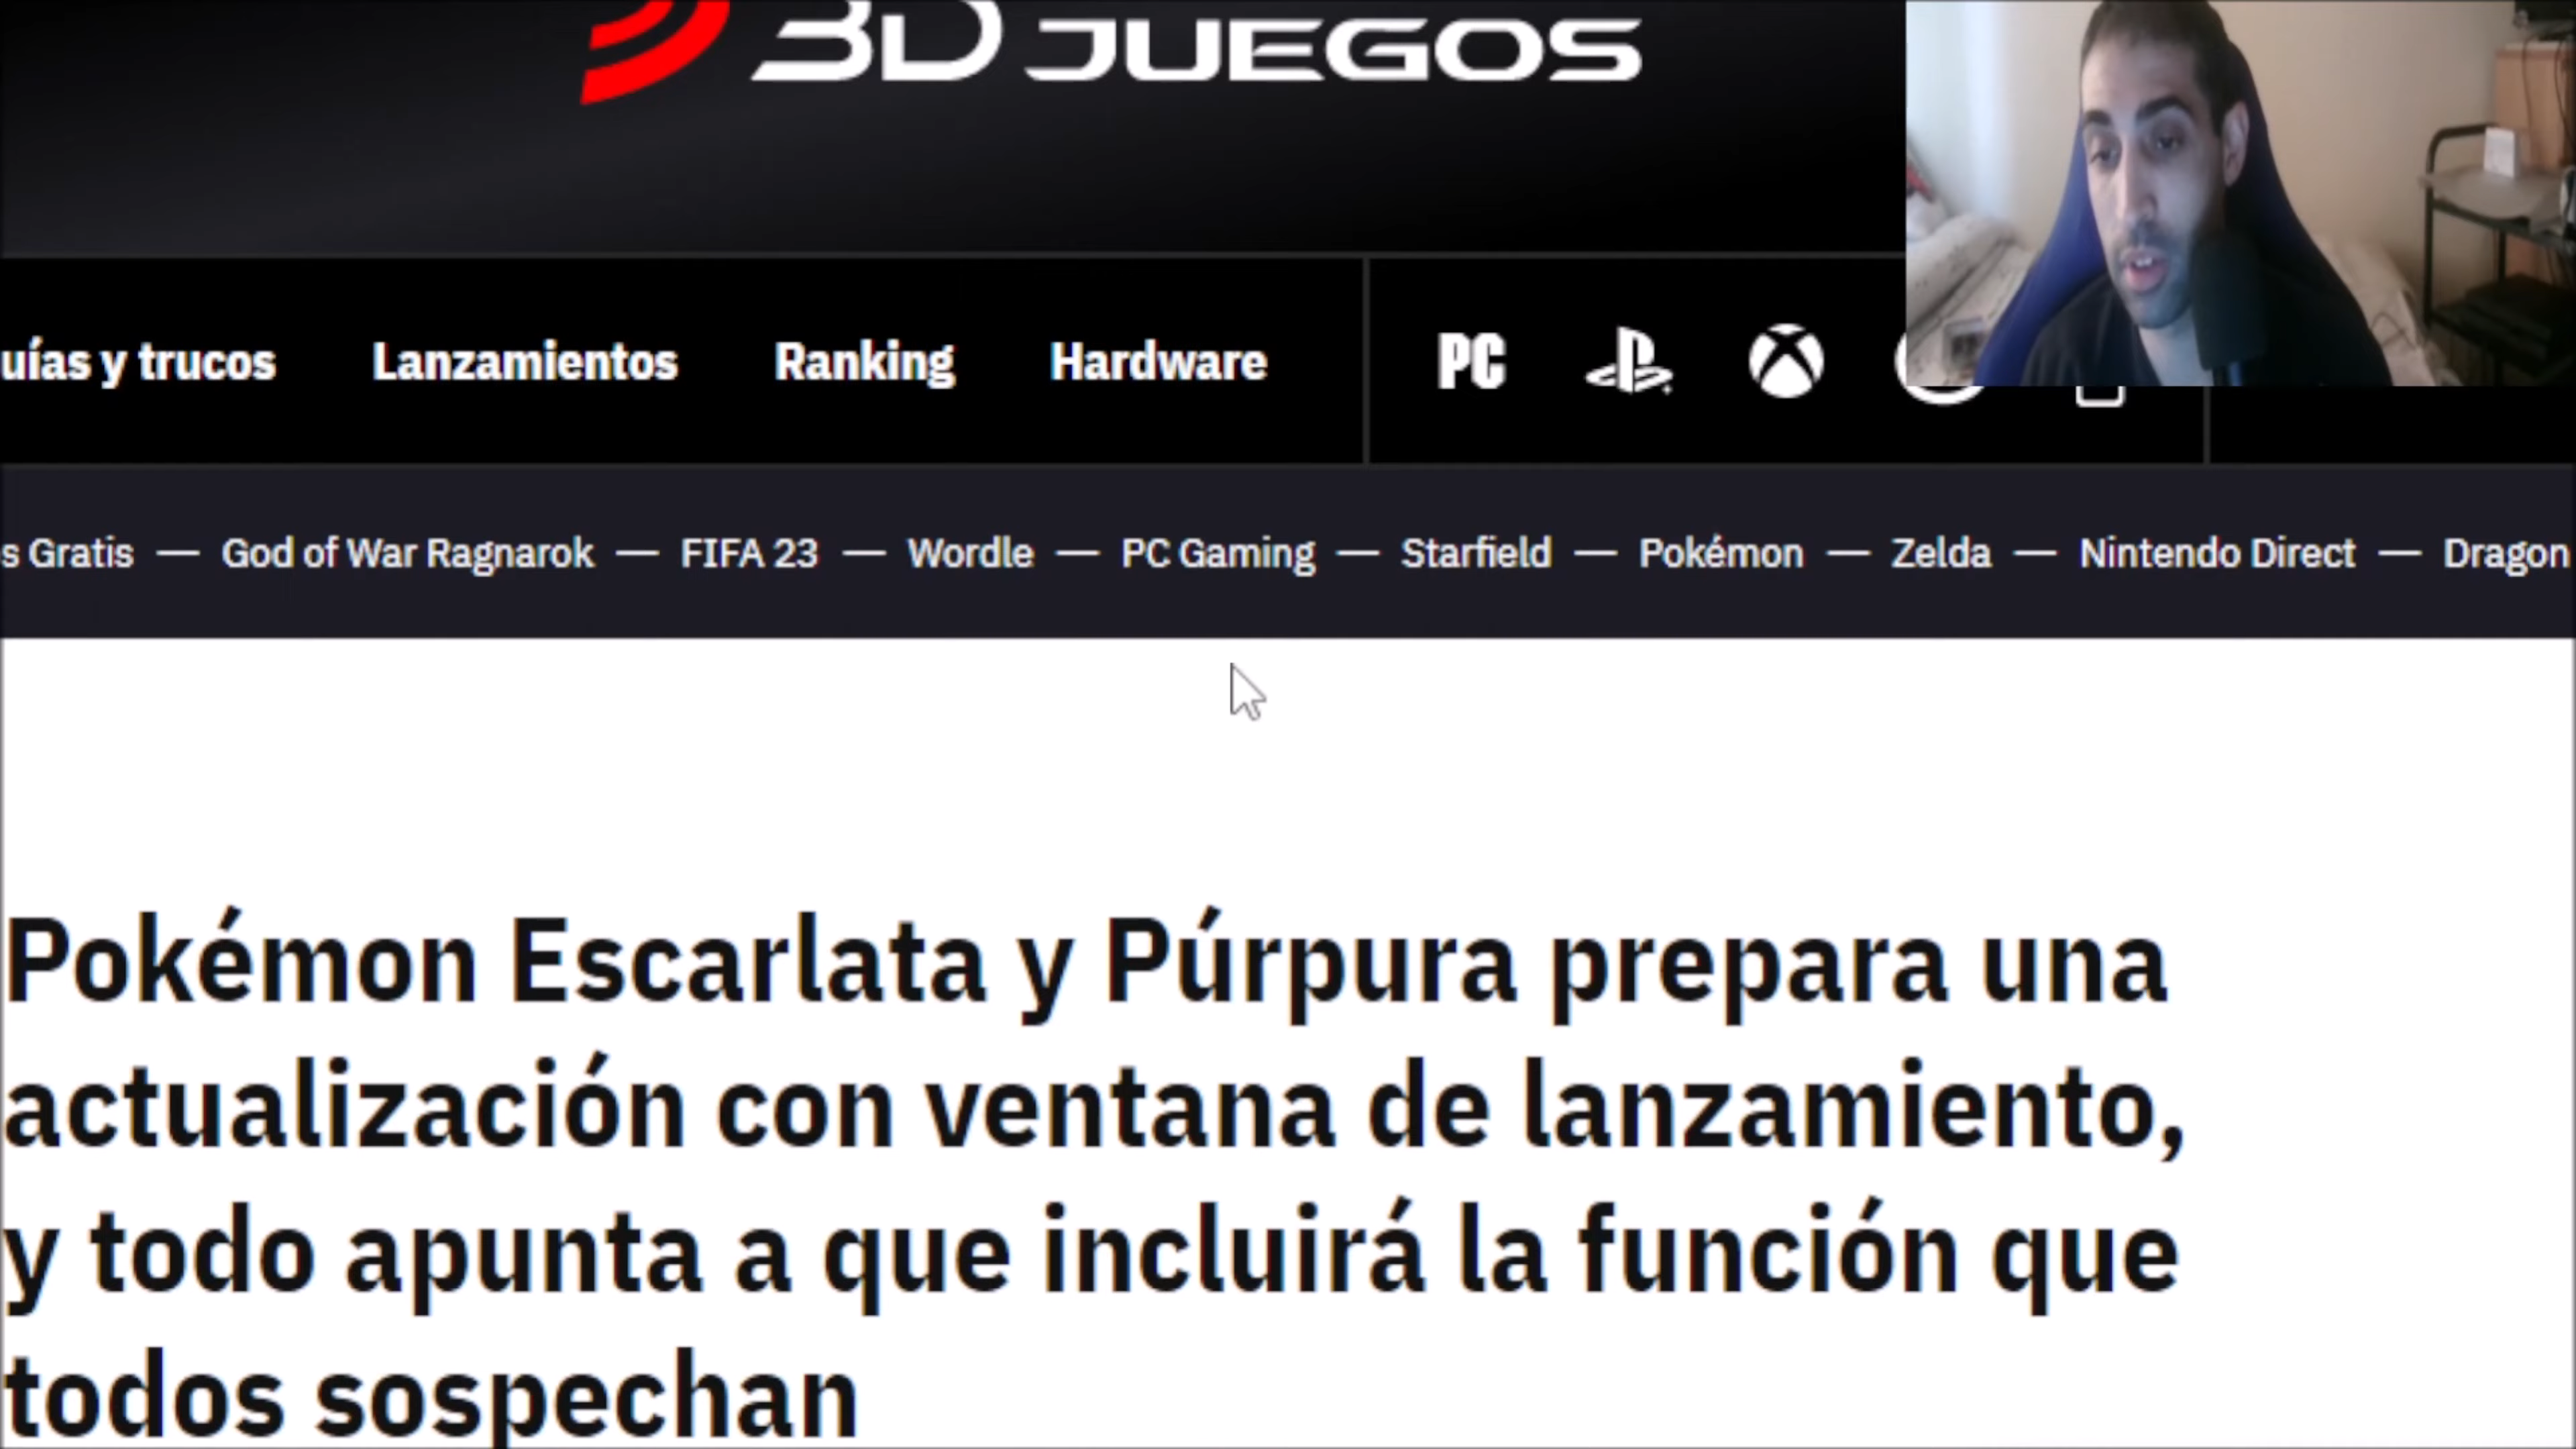 3D JUEGOS
uías y trucos Lanzamientos Ranking Hardware PC
s Gratis — God of War Ragnarok — FIFA 23 — Wordle — PC Gaming — Starfield — Pokémon — Zelda — Nintendo Direct — Dragon
Pokémon Escarlata y Púrpura prepara una
actualización con ventana de lanzamiento,
y todo apunta a que incluirá la función que
todos sospechan